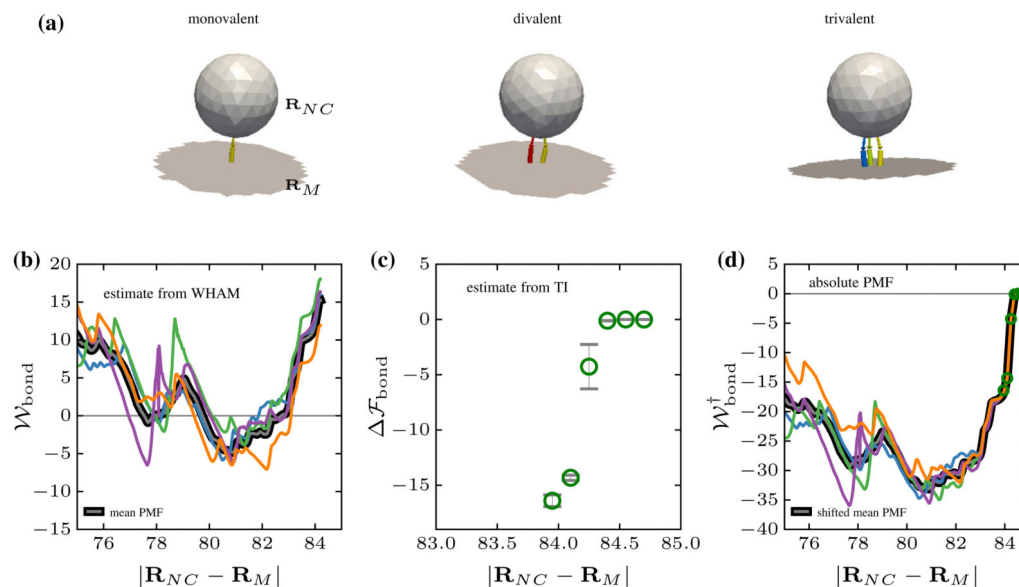 (a) monovalent divalent trivalent
R_NC
R_M
(b) (c) (d)
20
15
10
5
0
−5
−10
−15
76 78 80 82 84
W_bond
estimate from WHAM
mean PMF
|R_NC − R_M|
5
0
−5
−10
−15
83.0 83.5 84.0 84.5 85.0
ΔF_bond
estimate from TI
|R_NC − R_M|
5
0
−5
−10
−15
−20
−25
−30
−35
−40
76 78 80 82 84
W†_bond
absolute PMF
shifted mean PMF
|R_NC − R_M|